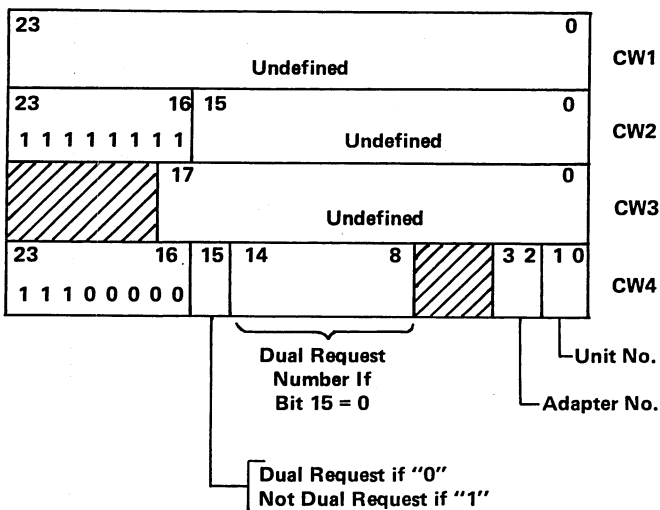 23 0
Undefined
CW1
23 16 15 0
1 1 1 1 1 1 1 1 Undefined
CW2
17 0
Undefined
CW3
23 16 15 14 8 3 2 1 0
1 1 1 0 0 0 0 0
CW4
Dual Request
Number If
Bit 15 = 0
Unit No.
Adapter No.
Dual Request if "0"
Not Dual Request if "1"